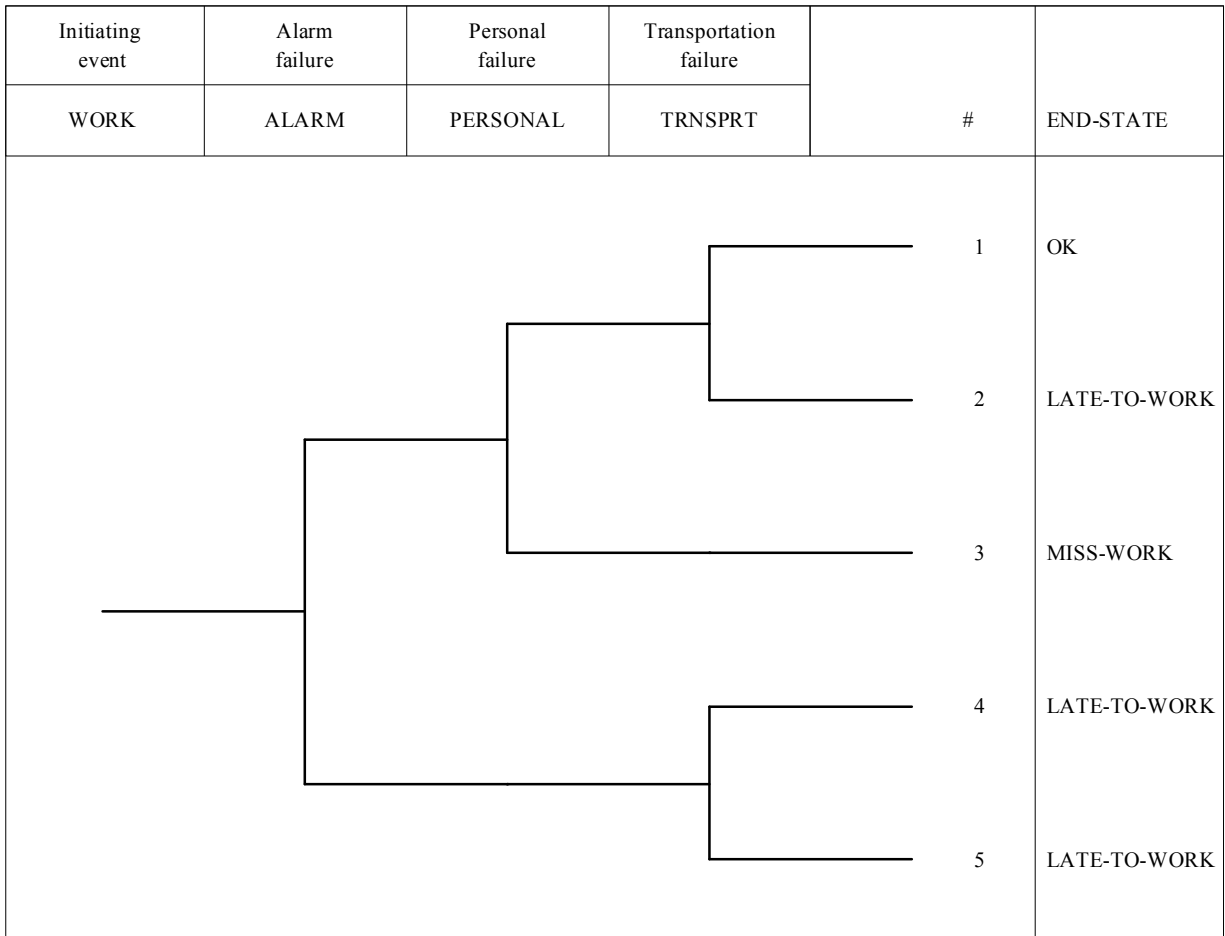 Initiating
event
Alarm
failure
Personal
failure
Transportation
failure
WORK
ALARM
PERSONAL
TRNSPRT
#
END-STATE
1 OK
2 LATE-TO-WORK
3 MISS-WORK
4 LATE-TO-WORK
5 LATE-TO-WORK